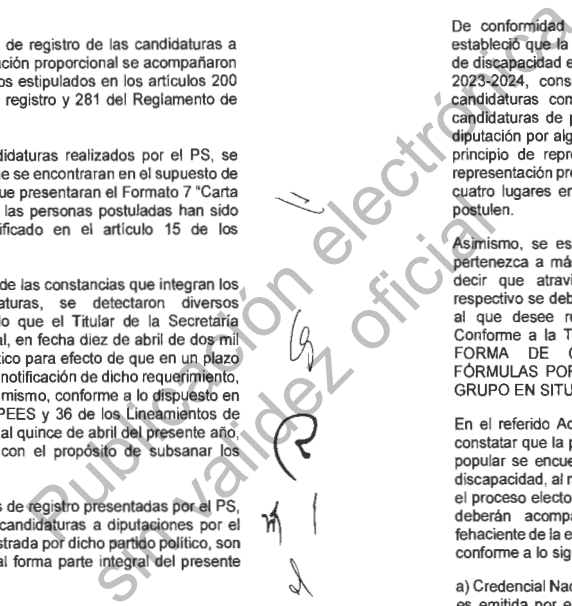 de registro de las candidaturas a
ación proporcional se acompañaron
os estipulados en los artículos 200
registro y 281 del Reglamento de
didaturas realizados por el PS, se
e se encontraran en el supuesto de
ue presentaran el Formato 7 "Carta
las personas postuladas han sido
ificado en el artículo 15 de los
de las constancias que integran los
aturas, se detectaron diversos
lo que el Titular de la Secretaría
al, en fecha diez de abril de dos mil
tico para efecto de que en un plazo
notificación de dicho requerimiento,
mismo, conforme a lo dispuesto en
PEES y 36 de los Lineamientos de
al quince de abril del presente año,
con el propósito de subsanar los
s de registro presentadas por el PS,
candidaturas a diputaciones por el
strada por dicho partido político, son
al forma parte integral del presente
De conformidad
estableció que la
de discapacidad e
2023-2024, cons
candidaturas con
candidaturas de p
diputación por alg
principio de repre
representación pro
cuatro lugares en
postulen.
Asimismo, se es
pertenezca a má
decir que atravi
respectivo se deb
al que desee re
Conforme a la T
FORMA DE C
FÓRMULAS POR
GRUPO EN SITU
En el referido Ac
constatar que la p
popular se encue
discapacidad, al m
el proceso electo
deberán acompa
fehaciente de la e
conforme a lo sig
a) Credencial Nac
es emitida por e
Publicación electrónica
sin validez oficial